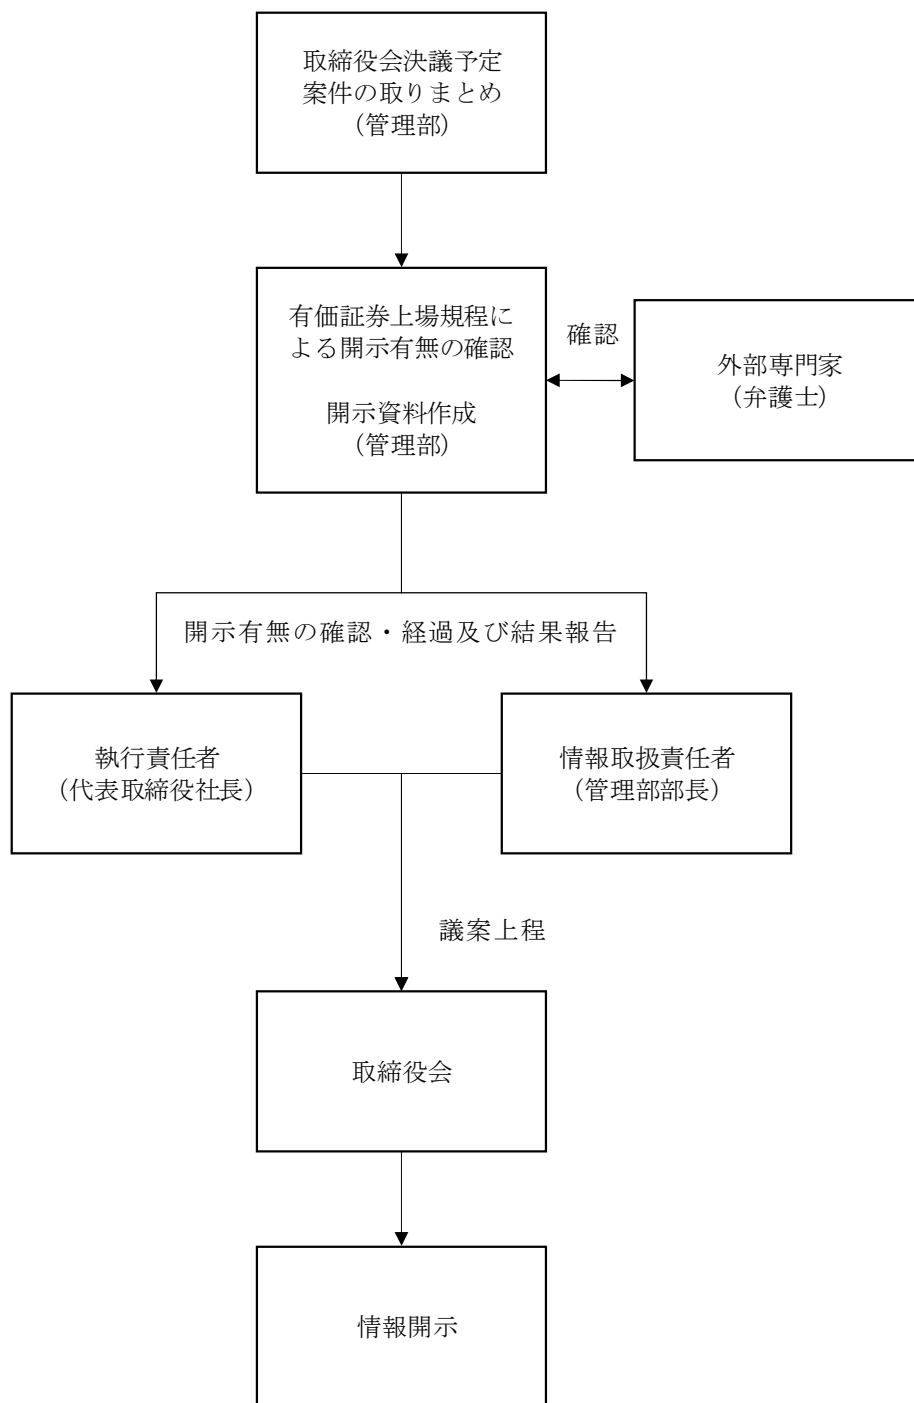 取締役会決議予定
案件の取りまとめ
（管理部）
有価証券上場規程に
よる開示有無の確認
開示資料作成
（管理部）
確認
外部専門家
（弁護士）
開示有無の確認・経過及び結果報告
執行責任者
（代表取締役社長）
情報取扱責任者
（管理部部長）
議案上程
取締役会
情報開示